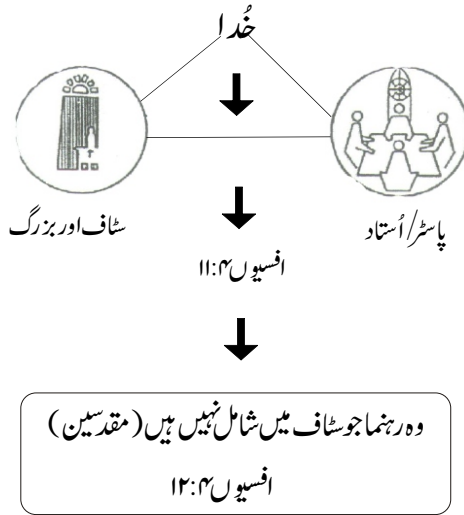 خُدا
پاسٹر/اُستاد
سٹاف اور بزرگ
افسیوں ۱۱:۴
وہ رہنما جو سٹاف میں شامل نہیں ہیں (مقدسین)
افسیوں ۱۲:۴